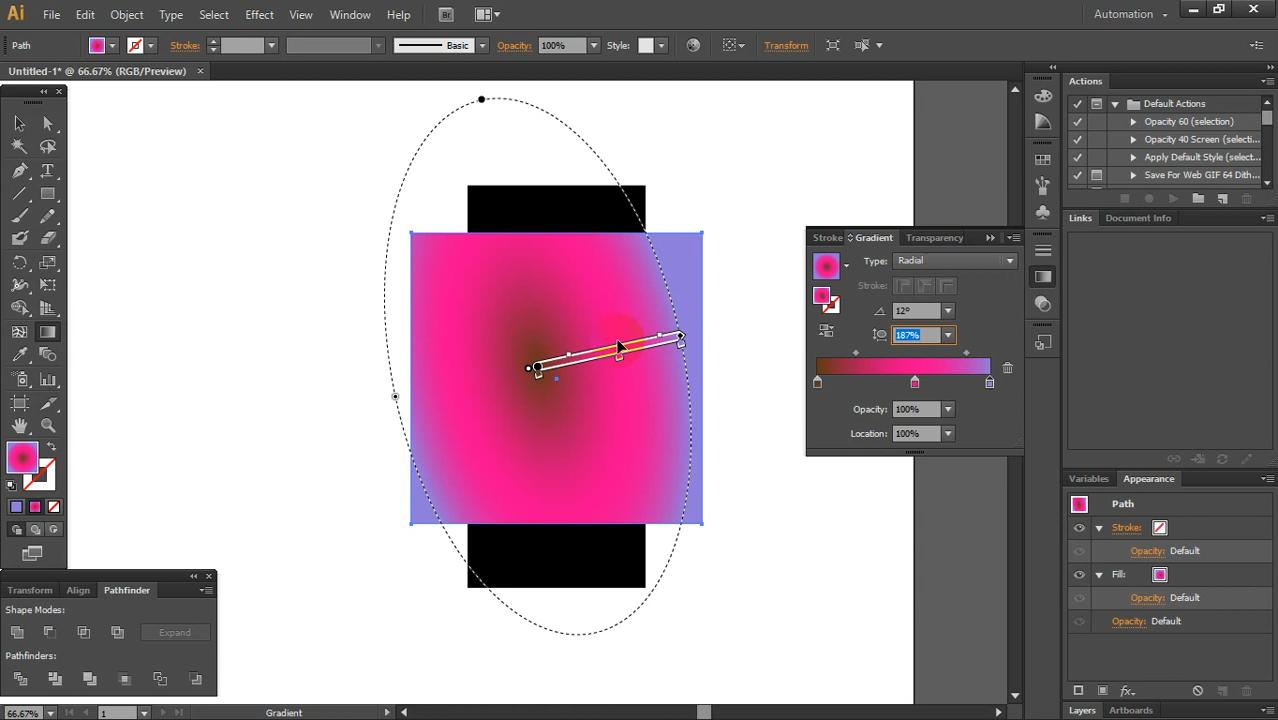 Ai File Edit Object Type Select Effect View Window Help Br Automation
Path Stroke: Basic Opacity: 100% Style: Transform
Untitled-1* @ 66.67% (RGB/Preview) ×
Actions
Default Actions
Opacity 60 (selection)
Opacity 40 Screen (selecti...
Apply Default Style (select...
Save For Web GIF 64 Dith...
Links Document Info
Stroke Gradient Transparency
Type: Radial
Stroke:
12°
187%
Opacity: 100%
Location: 100%
Variables Appearance
Path
Stroke:
Opacity: Default
Fill:
Opacity: Default
Opacity: Default
fx
Layers Artboards
Transform Align Pathfinder
Shape Modes:
Expand
Pathfinders:
66.67% 1 Gradient